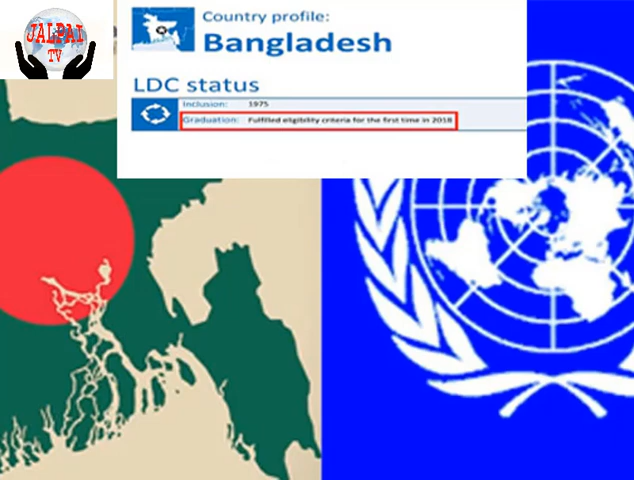 JALPAI
TV
Country profile:
Bangladesh
LDC status
Inclusion: 1975
Graduation: Fulfilled eligibility criteria for the first time in 2018